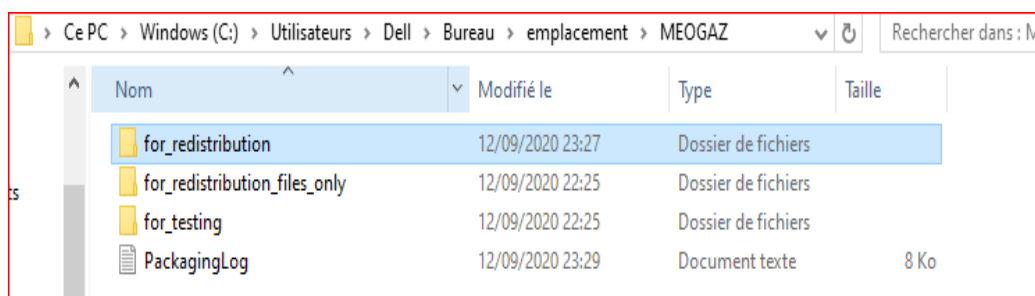 Ce PC > Windows (C:) > Utilisateurs > Dell > Bureau > emplacement > MEOGAZ Rechercher dans : M
Nom Modifié le Type Taille
for_redistribution 12/09/2020 23:27 Dossier de fichiers
ts for_redistribution_files_only 12/09/2020 22:25 Dossier de fichiers
for_testing 12/09/2020 22:25 Dossier de fichiers
PackagingLog 12/09/2020 23:29 Document texte 8 Ko